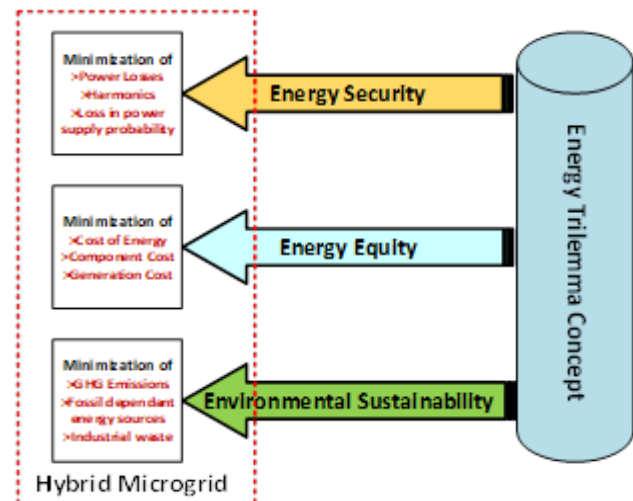 Minimization of
>Power Losses
>Harmonics
>Loss in power
supply probability
Energy Security
Minimization of
>Cost of Energy
>Component Cost
>Generation Cost
Energy Equity
Minimization of
>GHG Emissions
>Fossil dependant
energy sources
>Industrial waste
Environmental Sustainability
Hybrid Microgrid
Energy Trilemma Concept